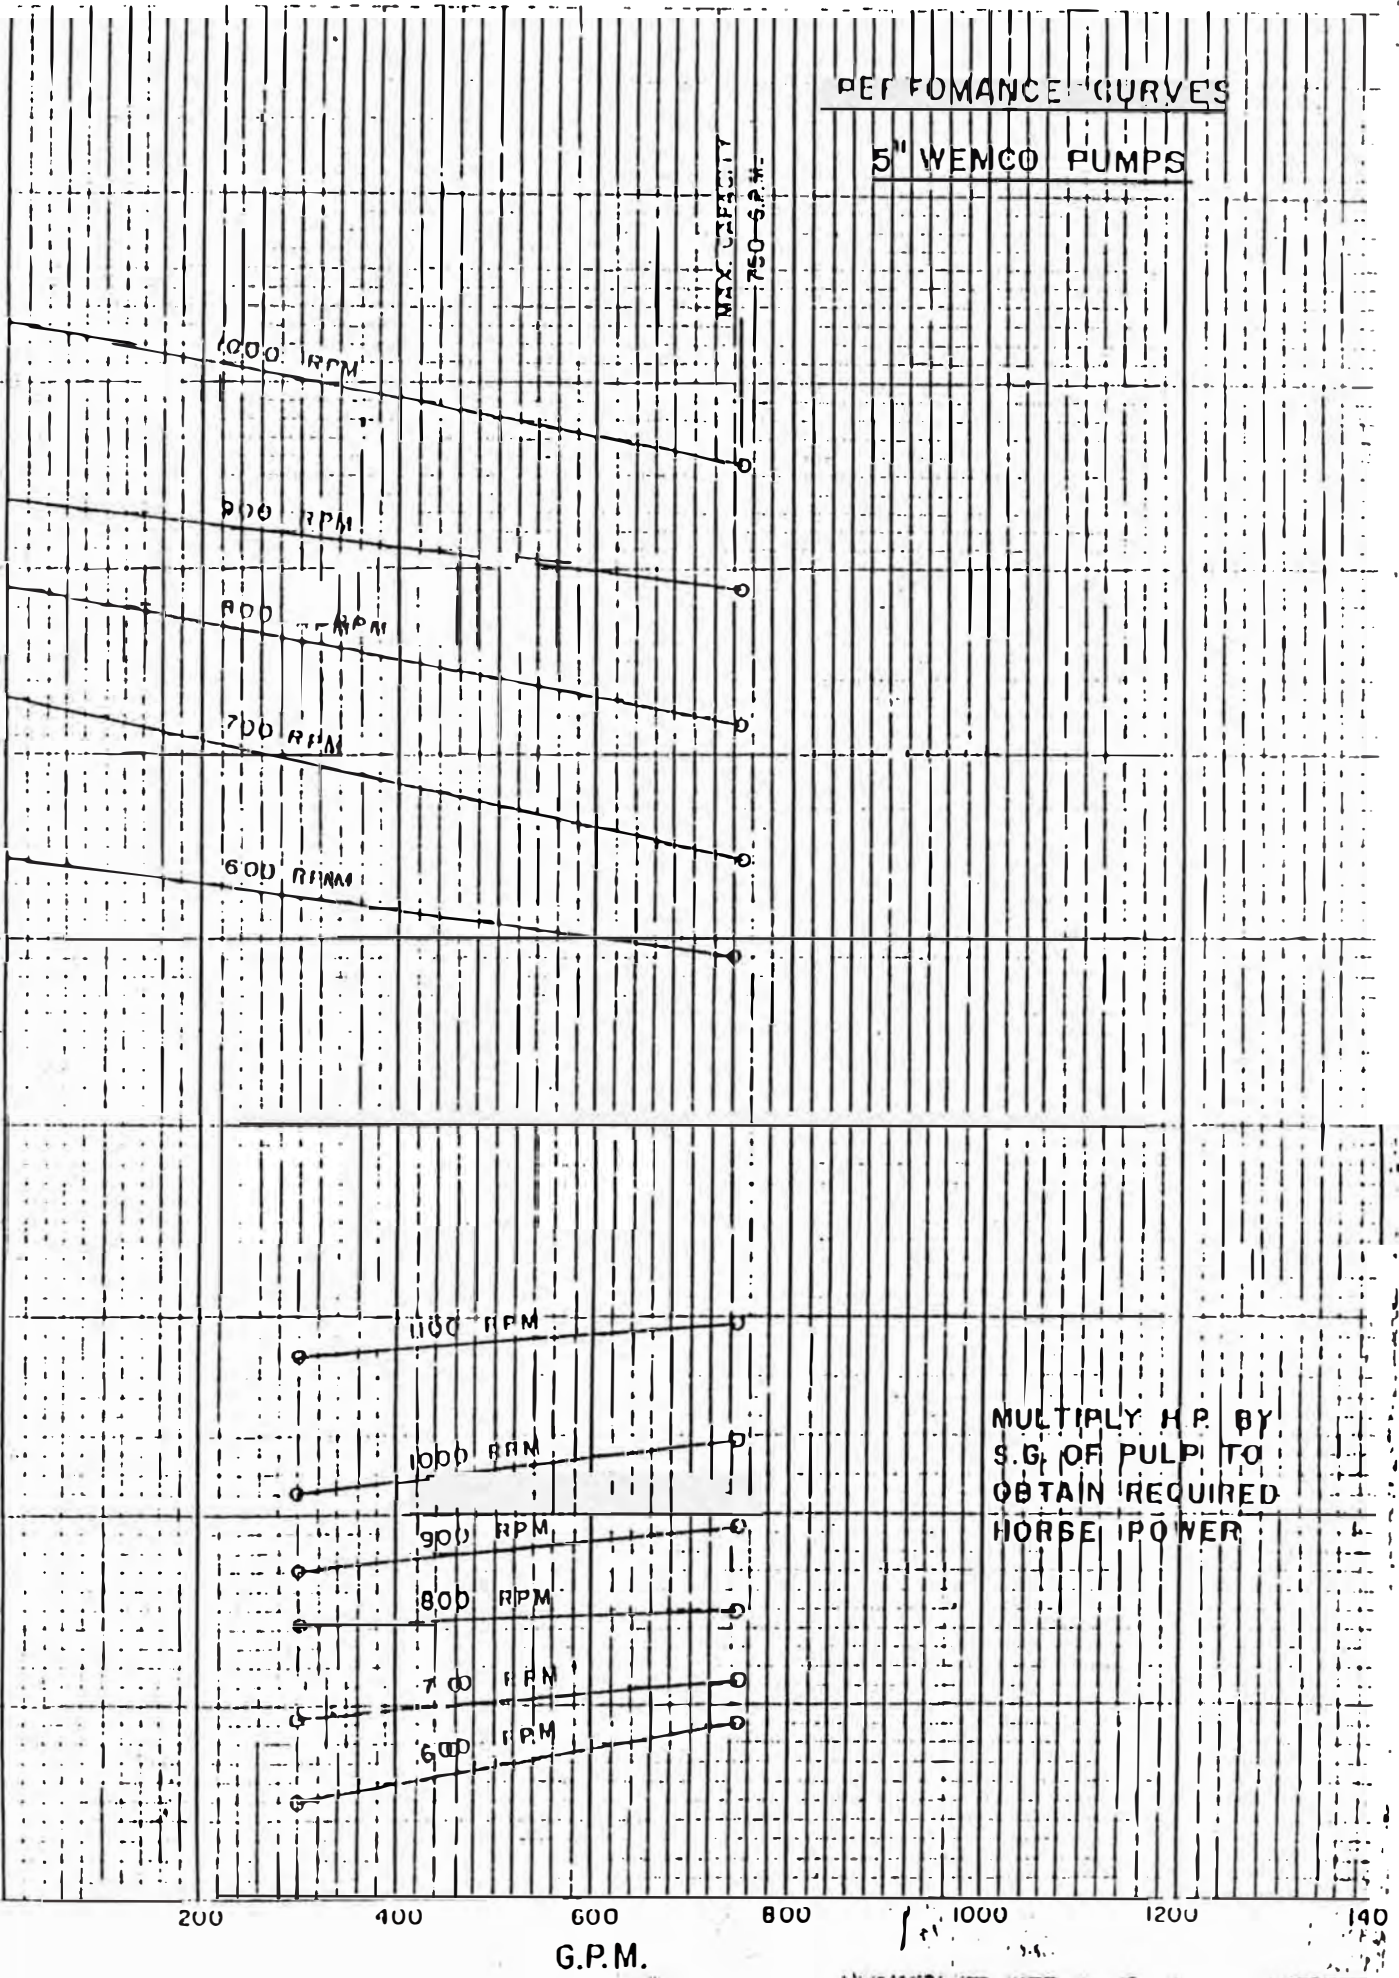 PERFOMANCE CURVES
5" WEMCO PUMPS
MAX. CAPACITY
750 G.P.M.
1000 RPM
900 RPM
800 RPM
700 RPM
600 RPM
1100 RPM
1000 RPM
900 RPM
800 RPM
700 RPM
600 RPM
MULTIPLY H.P. BY
S.G. OF PULP TO
OBTAIN REQUIRED
HORSE POWER
200 400 600 800 1000 1200 140
G.P.M.